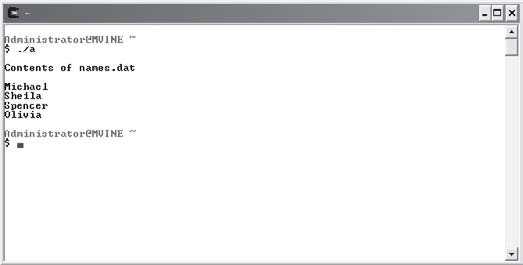 Administrator@MVINE ~
$ ./a
Contents of names.dat
Michael
Sheila
Spencer
Olivia
Administrator@MVINE ~
$